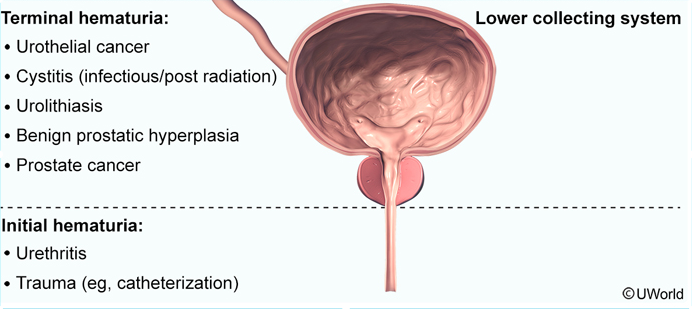 Terminal hematuria:
Lower collecting system
• Urothelial cancer
• Cystitis (infectious/post radiation)
• Urolithiasis
• Benign prostatic hyperplasia
• Prostate cancer
Initial hematuria:
• Urethritis
• Trauma (eg, catheterization)
©UWorld